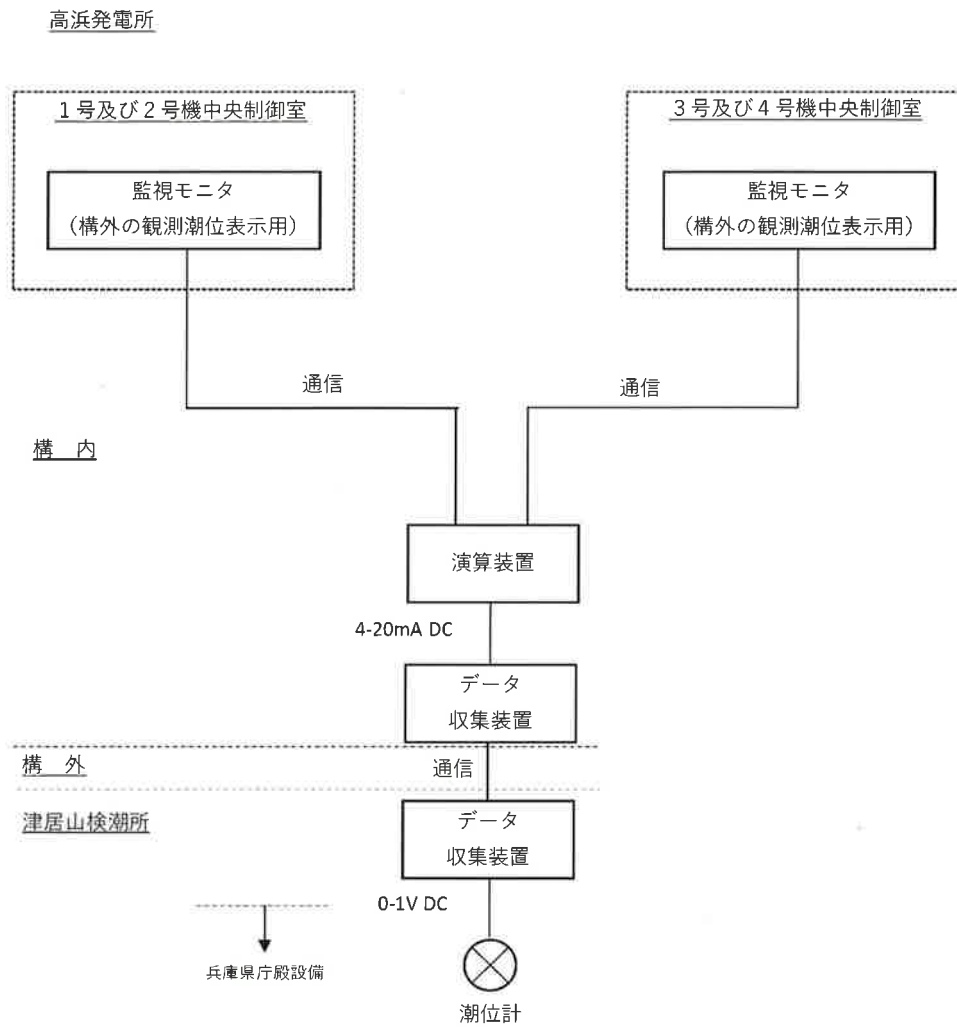 高浜発電所
1号及び2号機中央制御室
3号及び4号機中央制御室
監視モニタ
（構外の観測潮位表示用）
監視モニタ
（構外の観測潮位表示用）
通信
通信
構　内
演算装置
4-20mA DC
データ
収集装置
構　外
通信
津居山検潮所
データ
収集装置
0-1V DC
兵庫県庁殿設備
潮位計